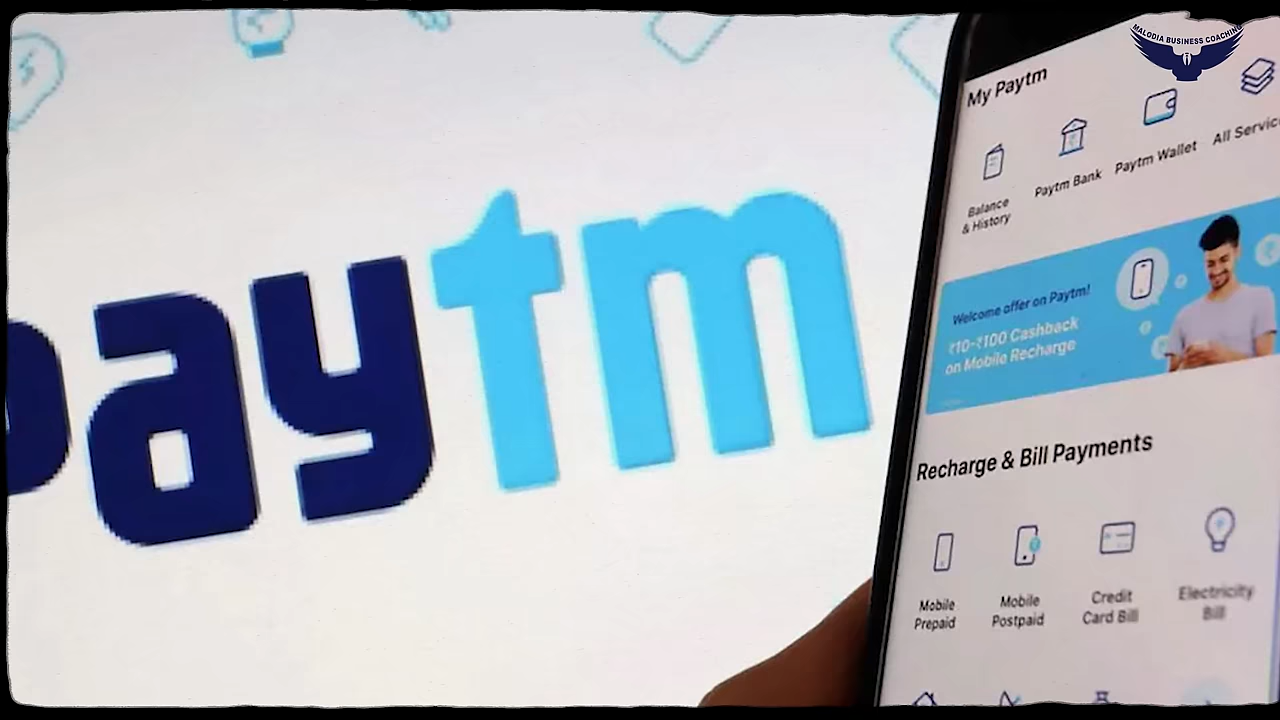 paytm
MALODIA BUSINESS COACHING
My Paytm
Balance
& History
Paytm Bank
Paytm Wallet
All Servic
Welcome offer on Paytm!
₹10-₹100 Cashback
on Mobile Recharge
Recharge & Bill Payments
Mobile
Prepaid
Mobile
Postpaid
Credit
Card Bill
Electricity
Bill